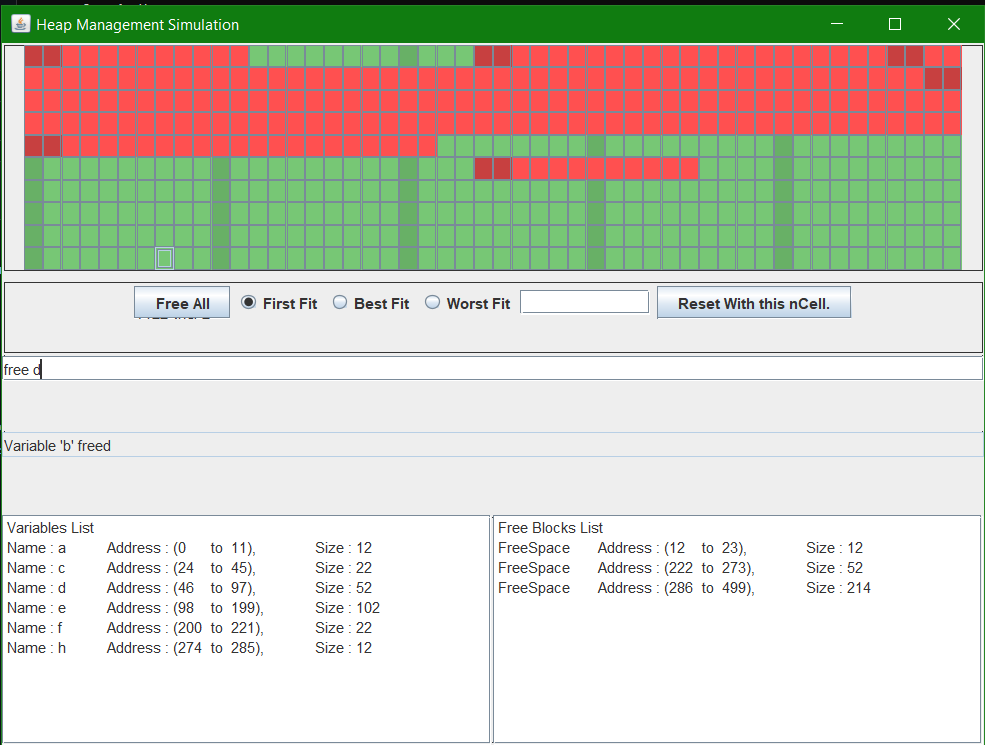 Heap Management Simulation
Free All First Fit Best Fit Worst Fit Reset With this nCell.
free d
Variable 'b' freed
Variables List
Name : a Address : (0 to 11), Size : 12
Name : c Address : (24 to 45), Size : 22
Name : d Address : (46 to 97), Size : 52
Name : e Address : (98 to 199), Size : 102
Name : f Address : (200 to 221), Size : 22
Name : h Address : (274 to 285), Size : 12
Free Blocks List
FreeSpace Address : (12 to 23), Size : 12
FreeSpace Address : (222 to 273), Size : 52
FreeSpace Address : (286 to 499), Size : 214